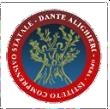 ISTITUTO COMPRENSIVO STATALE - DANTE ALIGHIERI -